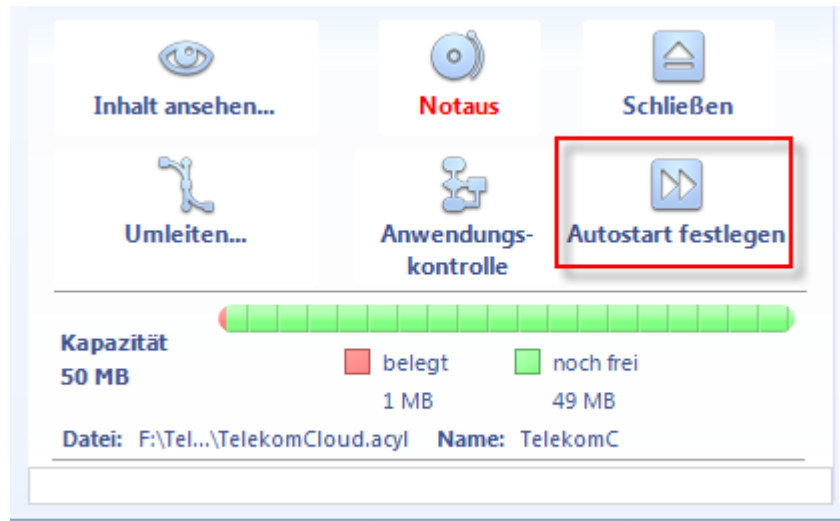 Inhalt ansehen...
Notaus
Schließen
Umleiten...
Anwendungs-
kontrolle
Autostart festlegen
Kapazität
50 MB
belegt
noch frei
1 MB
49 MB
Datei: F:\Tel...\TelekomCloud.acyl Name: TelekomC